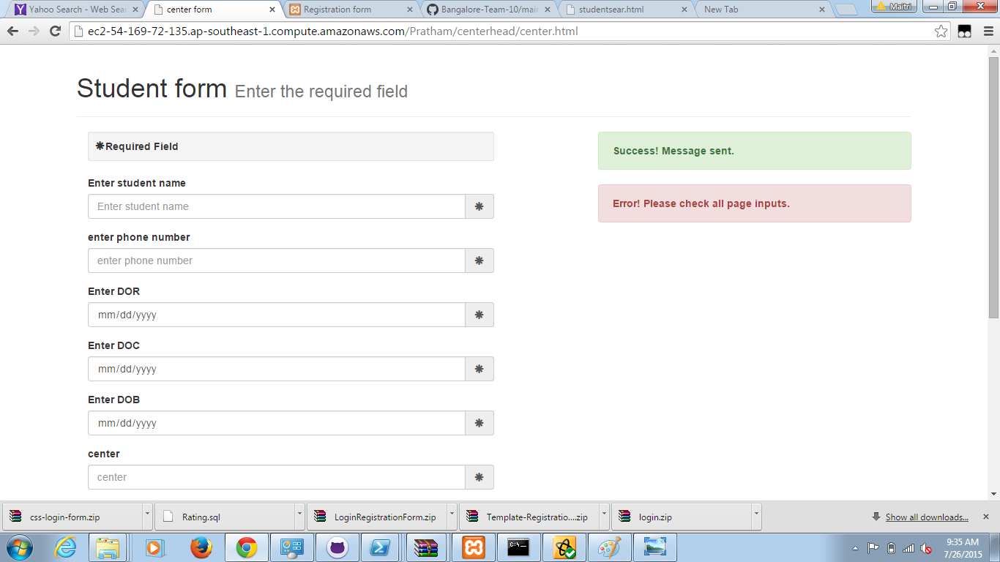 Yahoo Search - Web Sear
center form
Registration form
Bangalore-Team-10/main
studentsear.html
New Tab
Maitri
ec2-54-169-72-135.ap-southeast-1.compute.amazonaws.com/Pratham/centerhead/center.html
Student form Enter the required field
✱Required Field
Success! Message sent.
Error! Please check all page inputs.
Enter student name
Enter student name ✱
enter phone number
enter phone number ✱
Enter DOR
mm/dd/yyyy ✱
Enter DOC
mm/dd/yyyy ✱
Enter DOB
mm/dd/yyyy ✱
center
center ✱
css-login-form.zip
Rating.sql
LoginRegistrationForm.zip
Template-Registratio....zip
login.zip
Show all downloads...
9:35 AM
7/26/2015